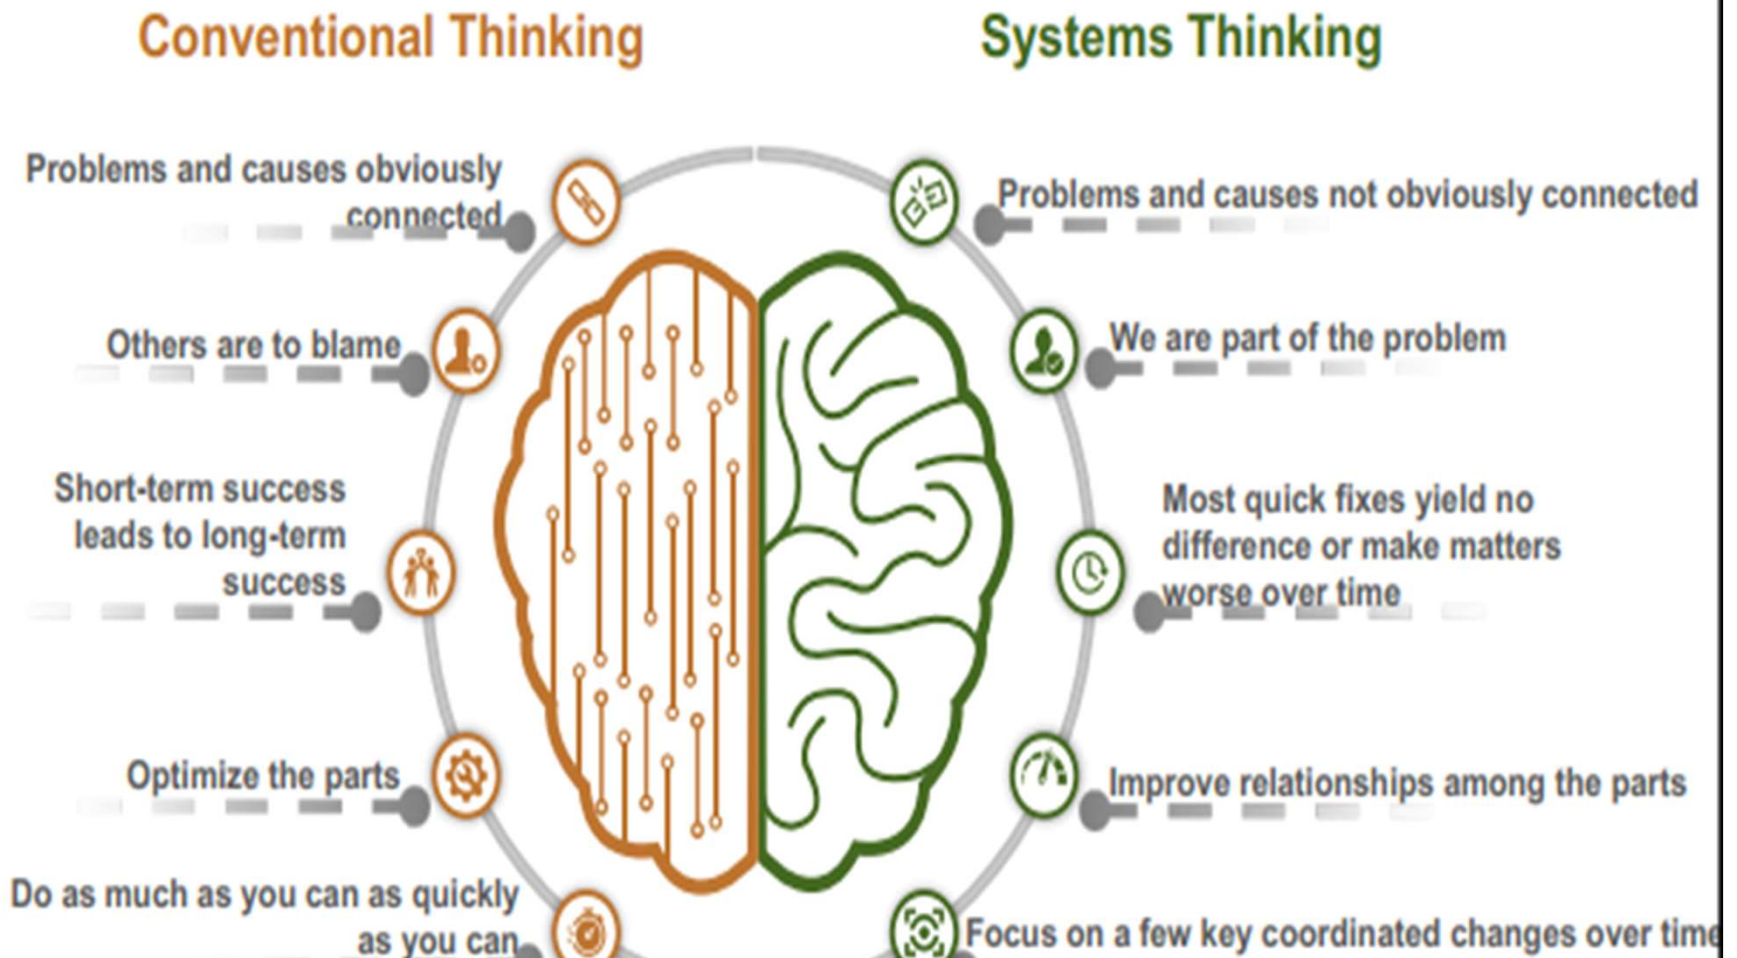 Conventional Thinking
Systems Thinking
Problems and causes obviously
connected
Problems and causes not obviously connected
Others are to blame
We are part of the problem
Short-term success
leads to long-term
success
Most quick fixes yield no
difference or make matters
worse over time
Optimize the parts
Improve relationships among the parts
Do as much as you can as quickly
as you can
Focus on a few key coordinated changes over time